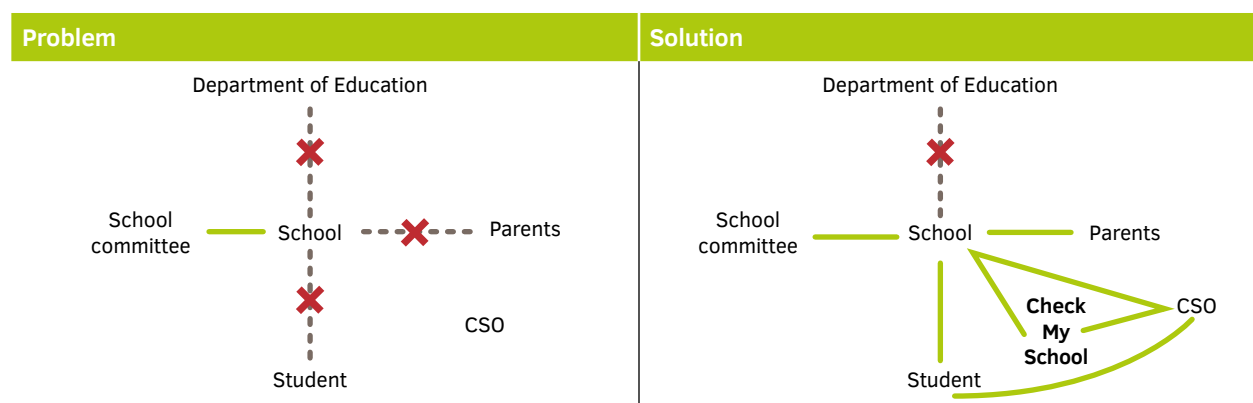 Problem
Solution
Department of Education
School
committee
School
Parents
CSO
Student
Department of Education
School
committee
School
Parents
CSO
Check
My
School
Student